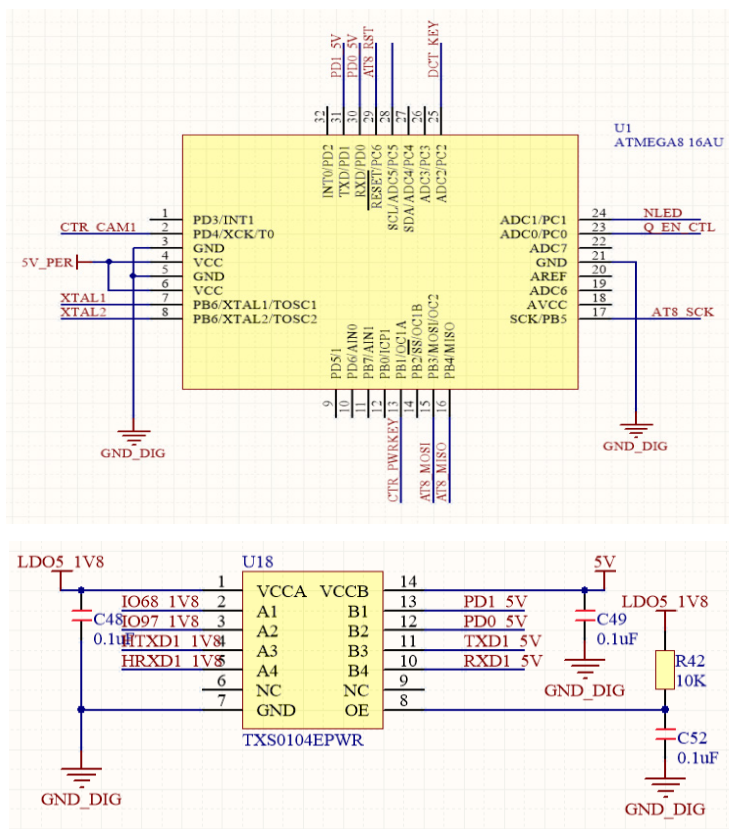 PD1_5V
PD0_5V
AT8_RST
DCT_KEY
32
31
30
29
28
27
26
25
INT0/PD2
TXD/PD1
RXD/PD0
RESET/PC6
SCL/ADC5/PC5
SDA/ADC4/PC4
ADC3/PC3
ADC2/PC2
U1
ATMEGA8 16AU
1 PD3/INT1
CTR_CAM1 2 PD4/XCK/T0
3 GND
5V_PER 4 VCC
5 GND
6 VCC
XTAL1 7 PB6/XTAL1/TOSC1
XTAL2 8 PB6/XTAL2/TOSC2
ADC1/PC1 24 NLED
ADC0/PC0 23 Q_EN_CTL
ADC7 22
GND 21
AREF 20
ADC6 19
AVCC 18
SCK/PB5 17 AT8_SCK
PD5/1
PD6/AIN0
PB7/AIN1
PB0/ICP1
PB1/OC1A
PB2/SS/OC1B
PB3/MOSI/OC2
PB4/MISO
9
10
11
12
13
14
15
16
CTR_PWRKEY
AT8_MOSI
AT8_MISO
GND_DIG
GND_DIG
LDO5_1V8
U18
5V
1 VCCA VCCB 14
IO68_1V8 2 A1 B1 13 PD1_5V
IO97_1V8 3 A2 B2 12 PD0_5V
HTXD1_1V8 4 A3 B3 11 TXD1_5V
HRXD1_1V8 5 A4 B4 10 RXD1_5V
6 NC NC 9
7 GND OE 8
TXS0104EPWR
C48
0.1uF
C49
0.1uF
GND_DIG
LDO5_1V8
R42
10K
C52
0.1uF
GND_DIG
GND_DIG